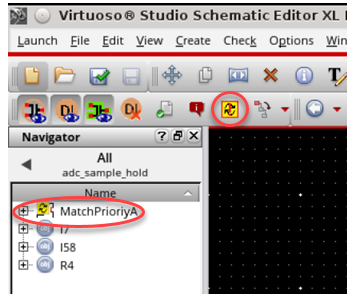 Virtuoso® Studio Schematic Editor XL
Launch File Edit View Create Check Options Win
Navigator
All
adc_sample_hold
Name
MatchPrioriyA
I7
I58
R4